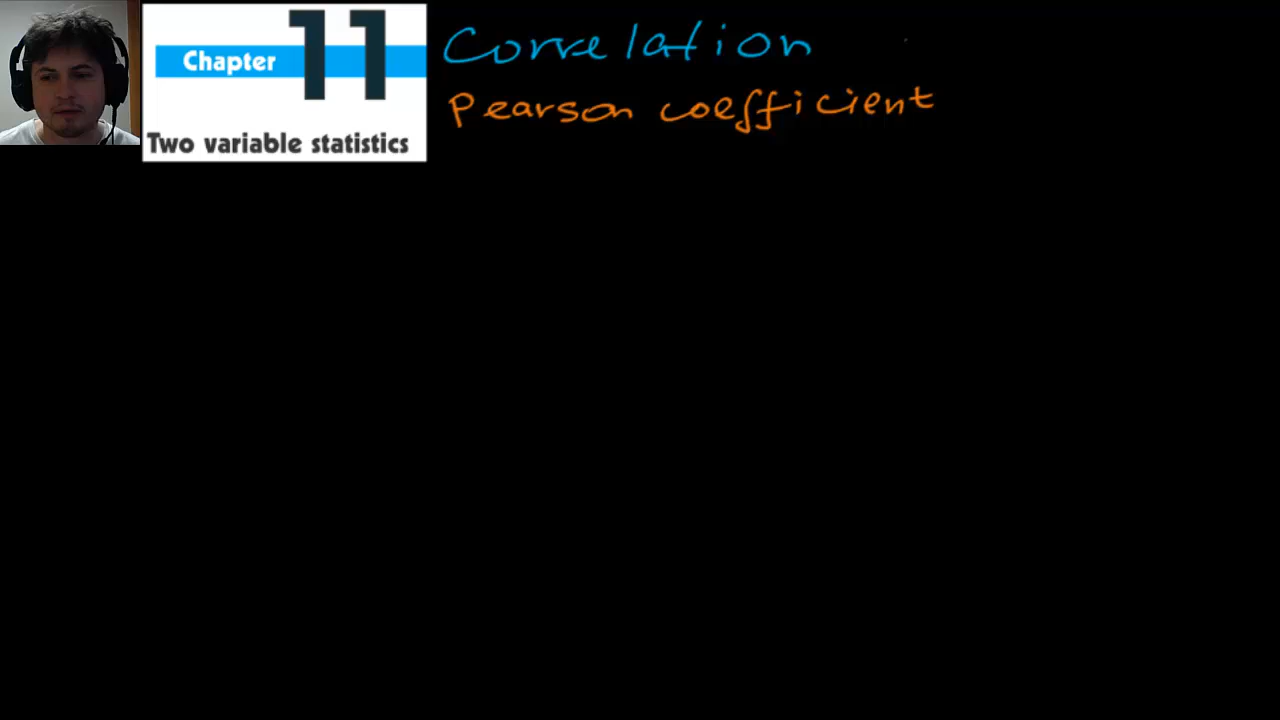 Chapter 11
Two variable statistics
Correlation
Pearson coefficient